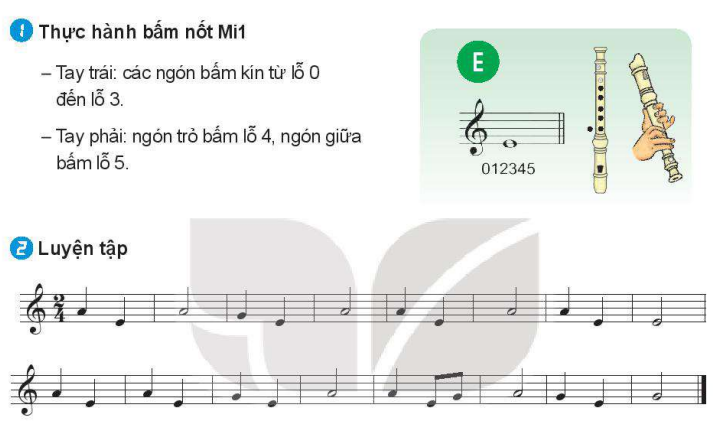 1 Thực hành bấm nốt Mi1
– Tay trái: các ngón bấm kín từ lỗ 0
đến lỗ 3.
– Tay phải: ngón trỏ bấm lỗ 4, ngón giữa
bấm lỗ 5.
E
012345
2 Luyện tập
2
4